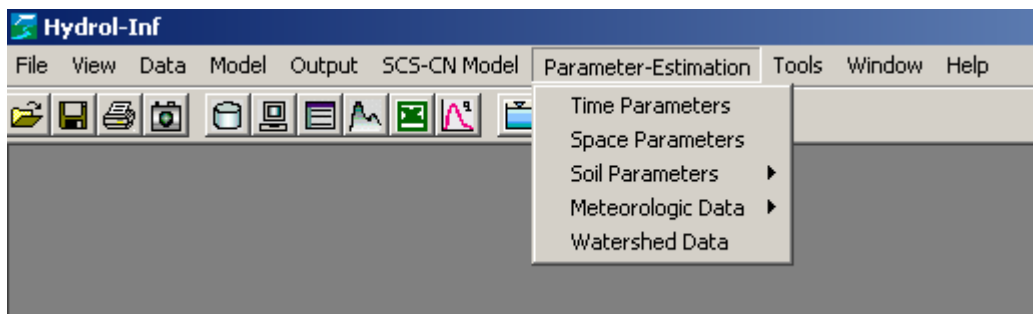 Hydrol-Inf
File View Data Model Output SCS-CN Model Parameter-Estimation Tools Window Help
Time Parameters
Space Parameters
Soil Parameters
Meteorologic Data
Watershed Data